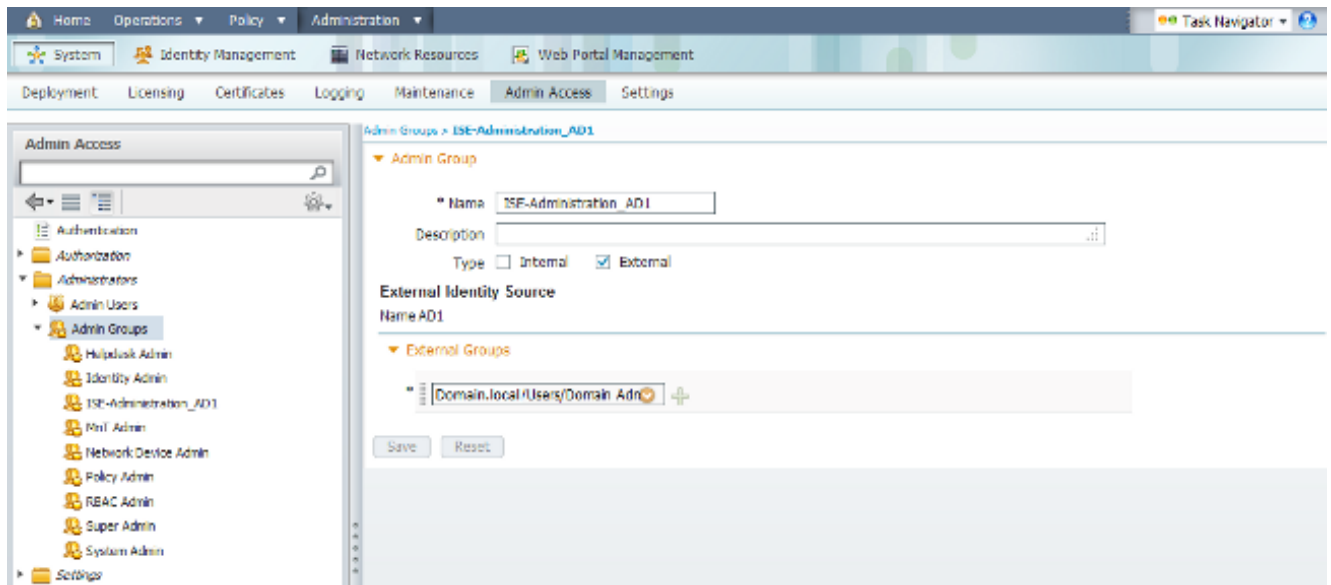 Home Operations Policy Administration Task Navigator
System Identity Management Network Resources Web Portal Management
Deployment Licensing Certificates Logging Maintenance Admin Access Settings
Admin Access
Authentication
Authorization
Administrators
Admin Users
Admin Groups
Helpdesk Admin
Identity Admin
ISE-Administration_AD1
MnT Admin
Network Device Admin
Policy Admin
RBAC Admin
Super Admin
System Admin
Settings
Admin Groups > ISE-Administration_AD1
Admin Group
* Name ISE-Administration_AD1
Description
Type Internal External
External Identity Source
Name AD1
External Groups
* Domain.local/Users/Domain Adm
Save Reset